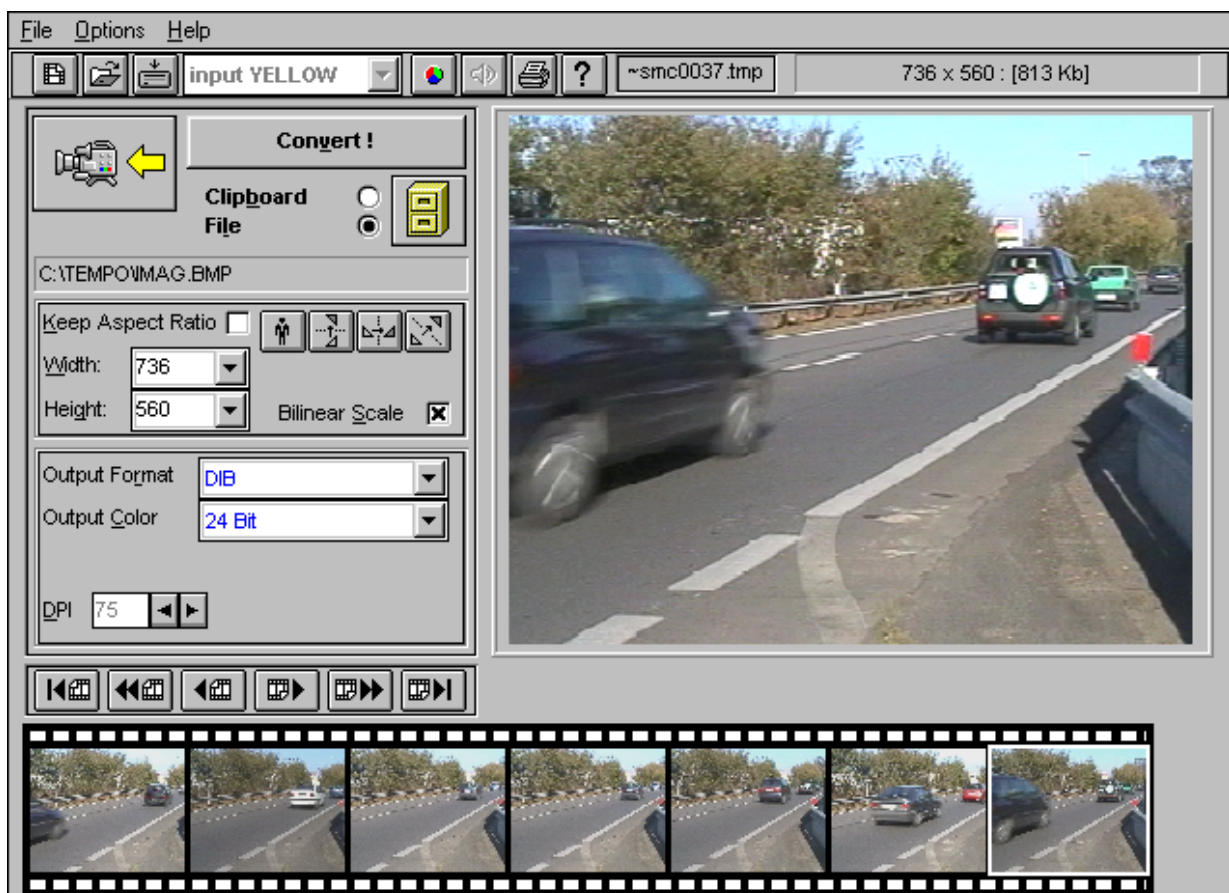 File Options Help
input YELLOW ? ~smc0037.tmp 736 x 560 : [813 Kb]
Convert !
Clipboard
File
C:\TEMPO\IMAG.BMP
Keep Aspect Ratio
Width: 736
Height: 560 Bilinear Scale
Output Format DIB
Output Color 24 Bit
DPI 75